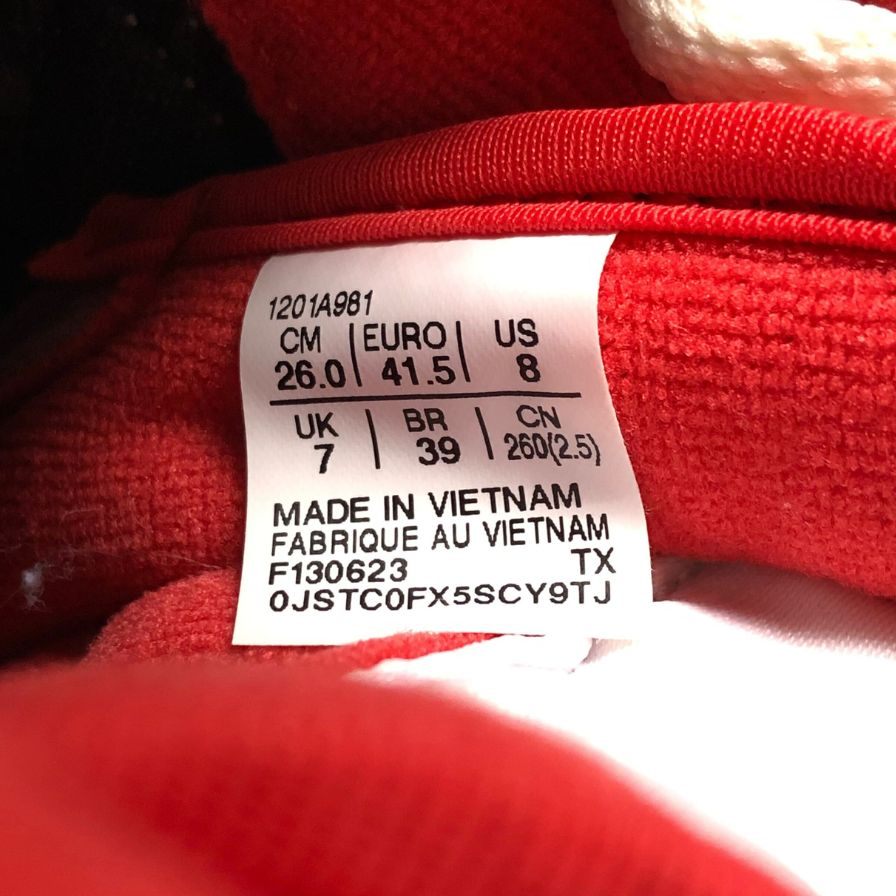 1201A981
CM | EURO | US
26.0 | 41.5 | 8
UK | BR | CN
7 | 39 | 260(2.5)
MADE IN VIETNAM
FABRIQUE AU VIETNAM
F130623 TX
0JSTC0FX5SCY9TJ